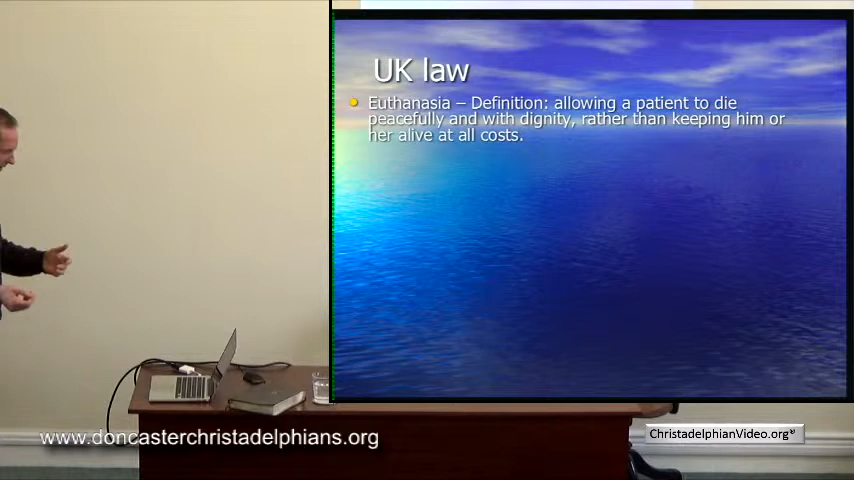 UK law
Euthanasia – Definition: allowing a patient to die
peacefully and with dignity, rather than keeping him or
her alive at all costs.
www.doncasterchristadelphians.org
ChristadelphianVideo.org®